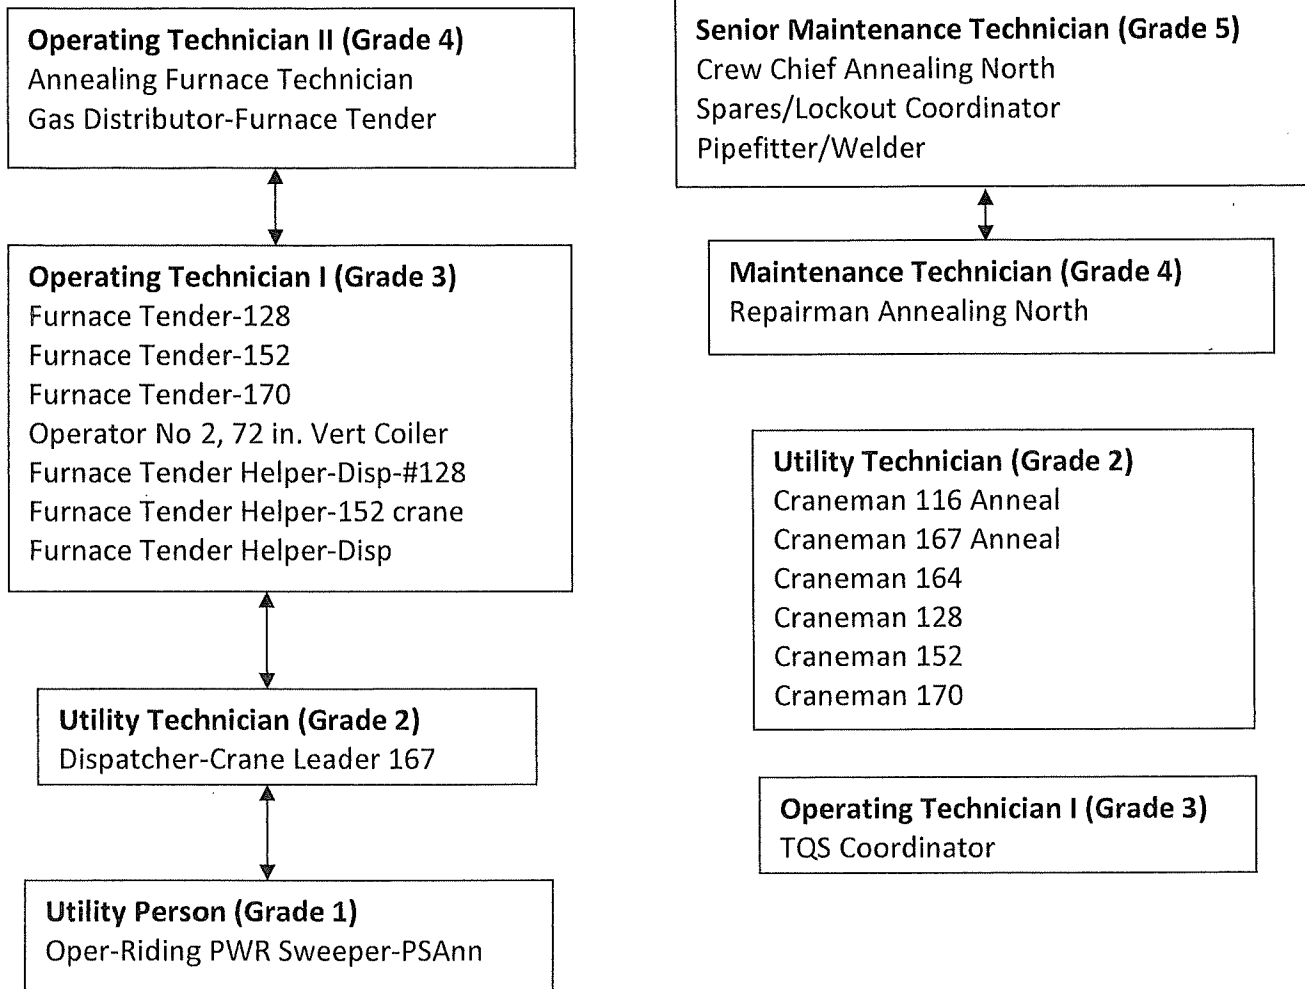 Operating Technician II (Grade 4)
Annealing Furnace Technician
Gas Distributor-Furnace Tender
Operating Technician I (Grade 3)
Furnace Tender-128
Furnace Tender-152
Furnace Tender-170
Operator No 2, 72 in. Vert Coiler
Furnace Tender Helper-Disp-#128
Furnace Tender Helper-152 crane
Furnace Tender Helper-Disp
Utility Technician (Grade 2)
Dispatcher-Crane Leader 167
Utility Person (Grade 1)
Oper-Riding PWR Sweeper-PSAnn
Senior Maintenance Technician (Grade 5)
Crew Chief Annealing North
Spares/Lockout Coordinator
Pipefitter/Welder
Maintenance Technician (Grade 4)
Repairman Annealing North
Utility Technician (Grade 2)
Craneman 116 Anneal
Craneman 167 Anneal
Craneman 164
Craneman 128
Craneman 152
Craneman 170
Operating Technician I (Grade 3)
TQS Coordinator